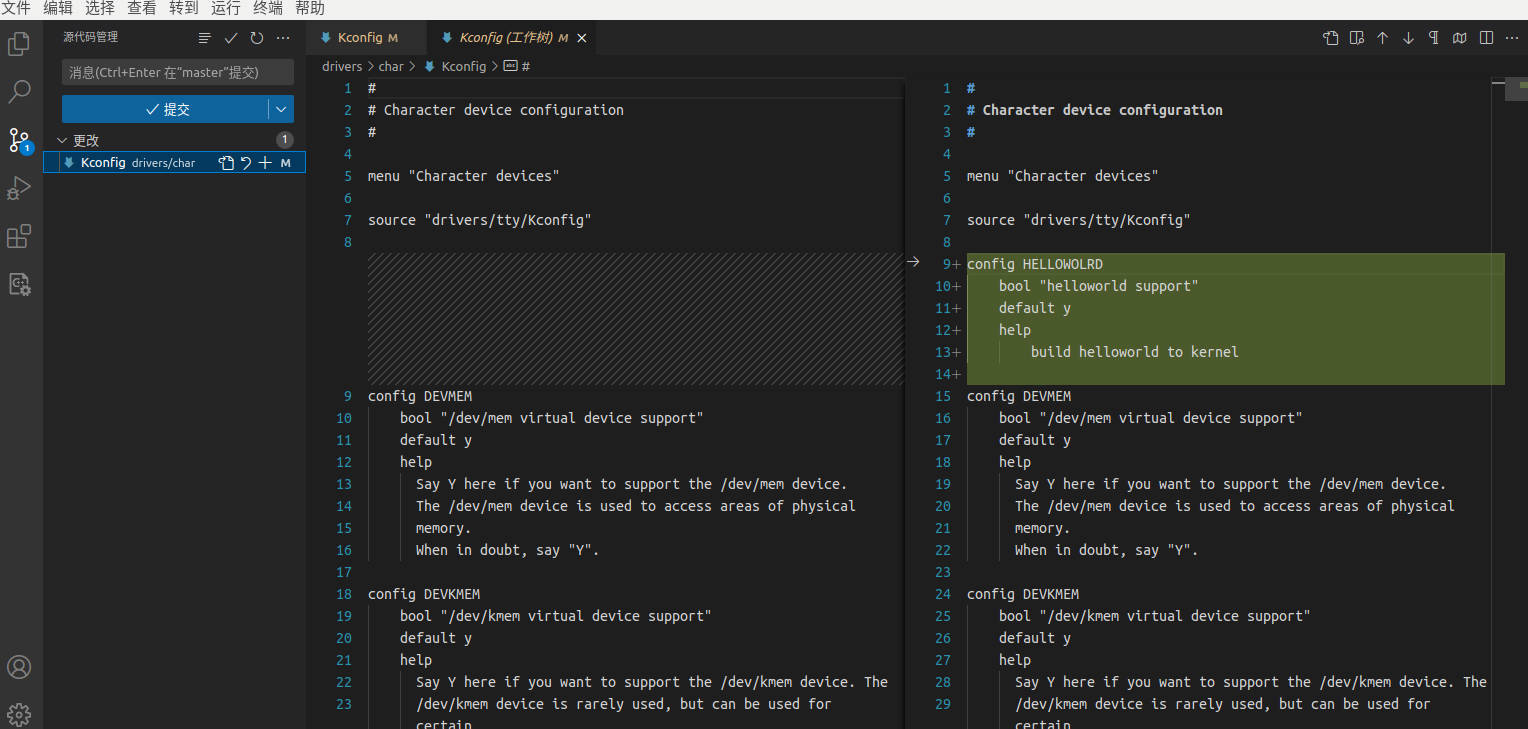 文件 编辑 选择 查看 转到 运行 终端 帮助
源代码管理
消息(Ctrl+Enter 在“master”提交)
提交
更改 1
Kconfig drivers/char M
1
Kconfig M
Kconfig (工作树) M
drivers > char > Kconfig > abc #
1 #
2 # Character device configuration
3 #
4
5 menu "Character devices"
6
7 source "drivers/tty/Kconfig"
8
9 config DEVMEM
10 bool "/dev/mem virtual device support"
11 default y
12 help
13 Say Y here if you want to support the /dev/mem device.
14 The /dev/mem device is used to access areas of physical
15 memory.
16 When in doubt, say "Y".
17
18 config DEVKMEM
19 bool "/dev/kmem virtual device support"
20 default y
21 help
22 Say Y here if you want to support the /dev/kmem device. The
23 /dev/kmem device is rarely used, but can be used for
certain
1 #
2 # Character device configuration
3 #
4
5 menu "Character devices"
6
7 source "drivers/tty/Kconfig"
8
9+ config HELLOWOLRD
10+ bool "helloworld support"
11+ default y
12+ help
13+ build helloworld to kernel
14+
15 config DEVMEM
16 bool "/dev/mem virtual device support"
17 default y
18 help
19 Say Y here if you want to support the /dev/mem device.
20 The /dev/mem device is used to access areas of physical
21 memory.
22 When in doubt, say "Y".
23
24 config DEVKMEM
25 bool "/dev/kmem virtual device support"
26 default y
27 help
28 Say Y here if you want to support the /dev/kmem device. The
29 /dev/kmem device is rarely used, but can be used for
certain